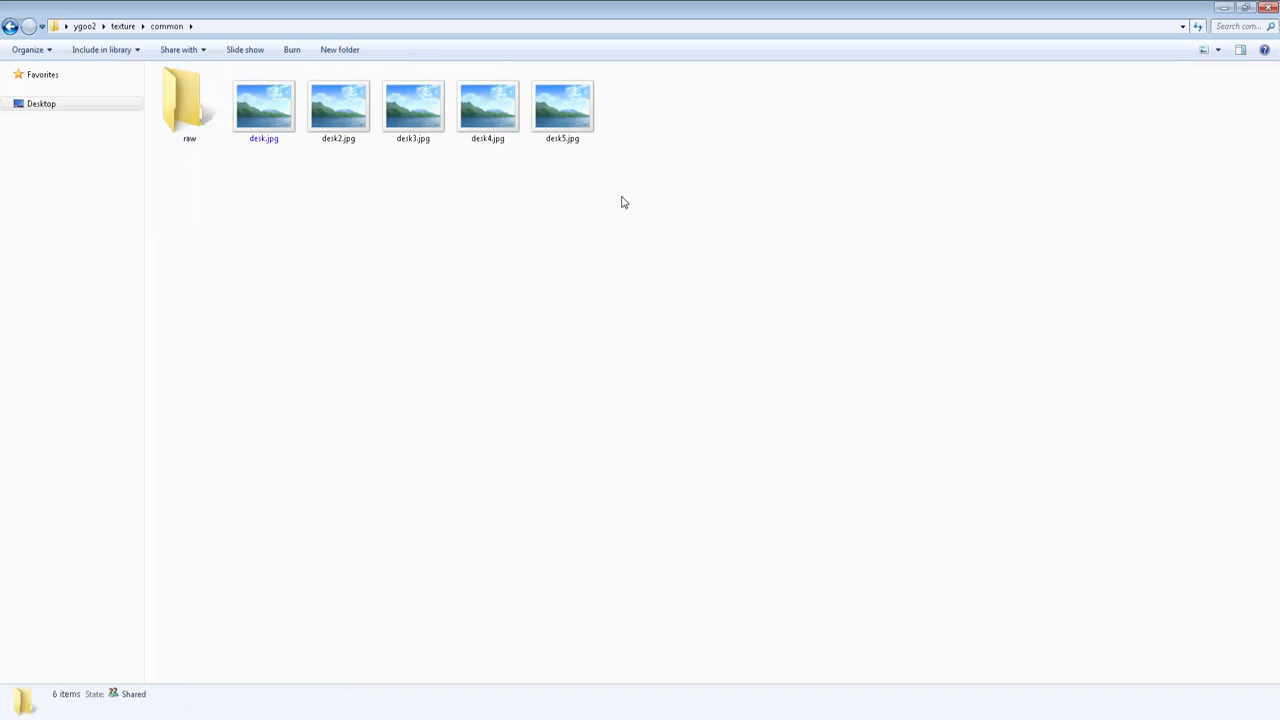 ygoo2 texture common
Search com...
Organize Include in library Share with Slide show Burn New folder
Favorites
Desktop
raw
desk.jpg
desk2.jpg
desk3.jpg
desk4.jpg
desk5.jpg
6 items State: Shared